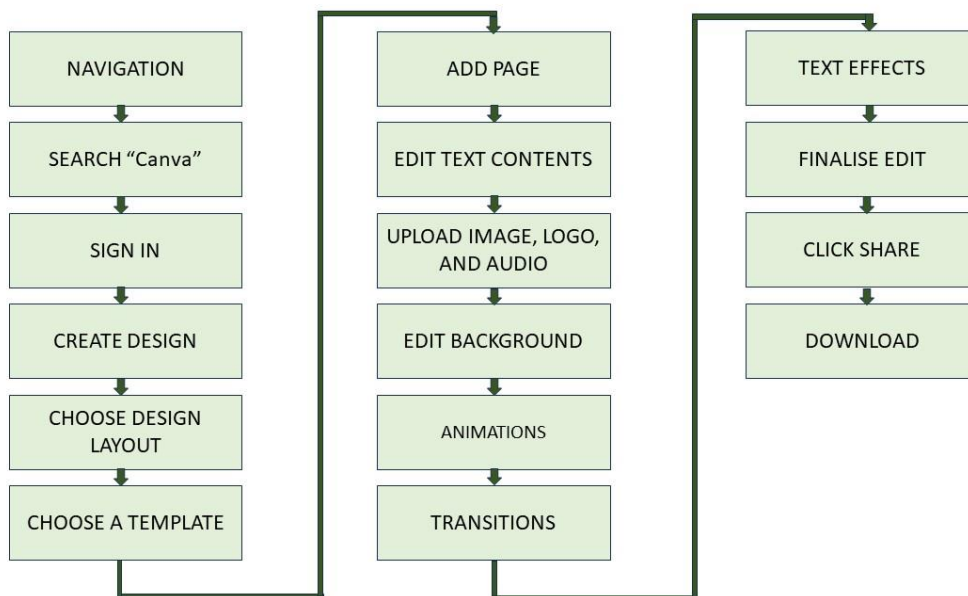 NAVIGATION
SEARCH “Canva”
SIGN IN
CREATE DESIGN
CHOOSE DESIGN
LAYOUT
CHOOSE A TEMPLATE
ADD PAGE
EDIT TEXT CONTENTS
UPLOAD IMAGE, LOGO,
AND AUDIO
EDIT BACKGROUND
ANIMATIONS
TRANSITIONS
TEXT EFFECTS
FINALISE EDIT
CLICK SHARE
DOWNLOAD